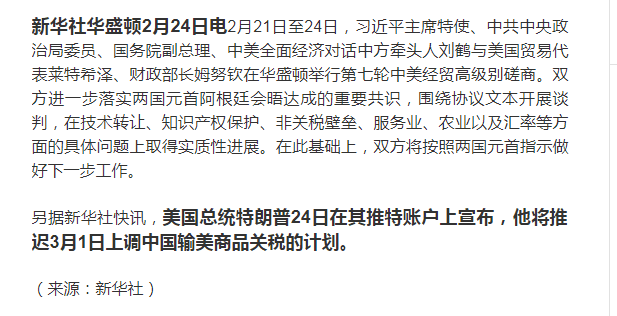 新华社华盛顿2月24日电2月21日至24日，习近平主席特使、中共中央政
治局委员、国务院副总理、中美全面经济对话中方牵头人刘鹤与美国贸易代
表莱特希泽、财政部长姆努钦在华盛顿举行第七轮中美经贸高级别磋商。双
方进一步落实两国元首阿根廷会晤达成的重要共识，围绕协议文本开展谈
判，在技术转让、知识产权保护、非关税壁垒、服务业、农业以及汇率等方
面的具体问题上取得实质性进展。在此基础上，双方将按照两国元首指示做
好下一步工作。
另据新华社快讯，美国总统特朗普24日在其推特账户上宣布，他将推
迟3月1日上调中国输美商品关税的计划。
（来源：新华社）